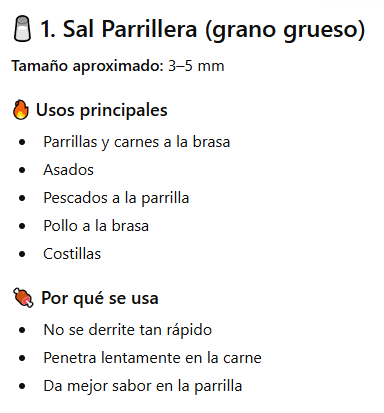 1. Sal Parrillera (grano grueso)
Tamaño aproximado: 3–5 mm
Usos principales
Parrillas y carnes a la brasa
Asados
Pescados a la parrilla
Pollo a la brasa
Costillas
Por qué se usa
No se derrite tan rápido
Penetra lentamente en la carne
Da mejor sabor en la parrilla